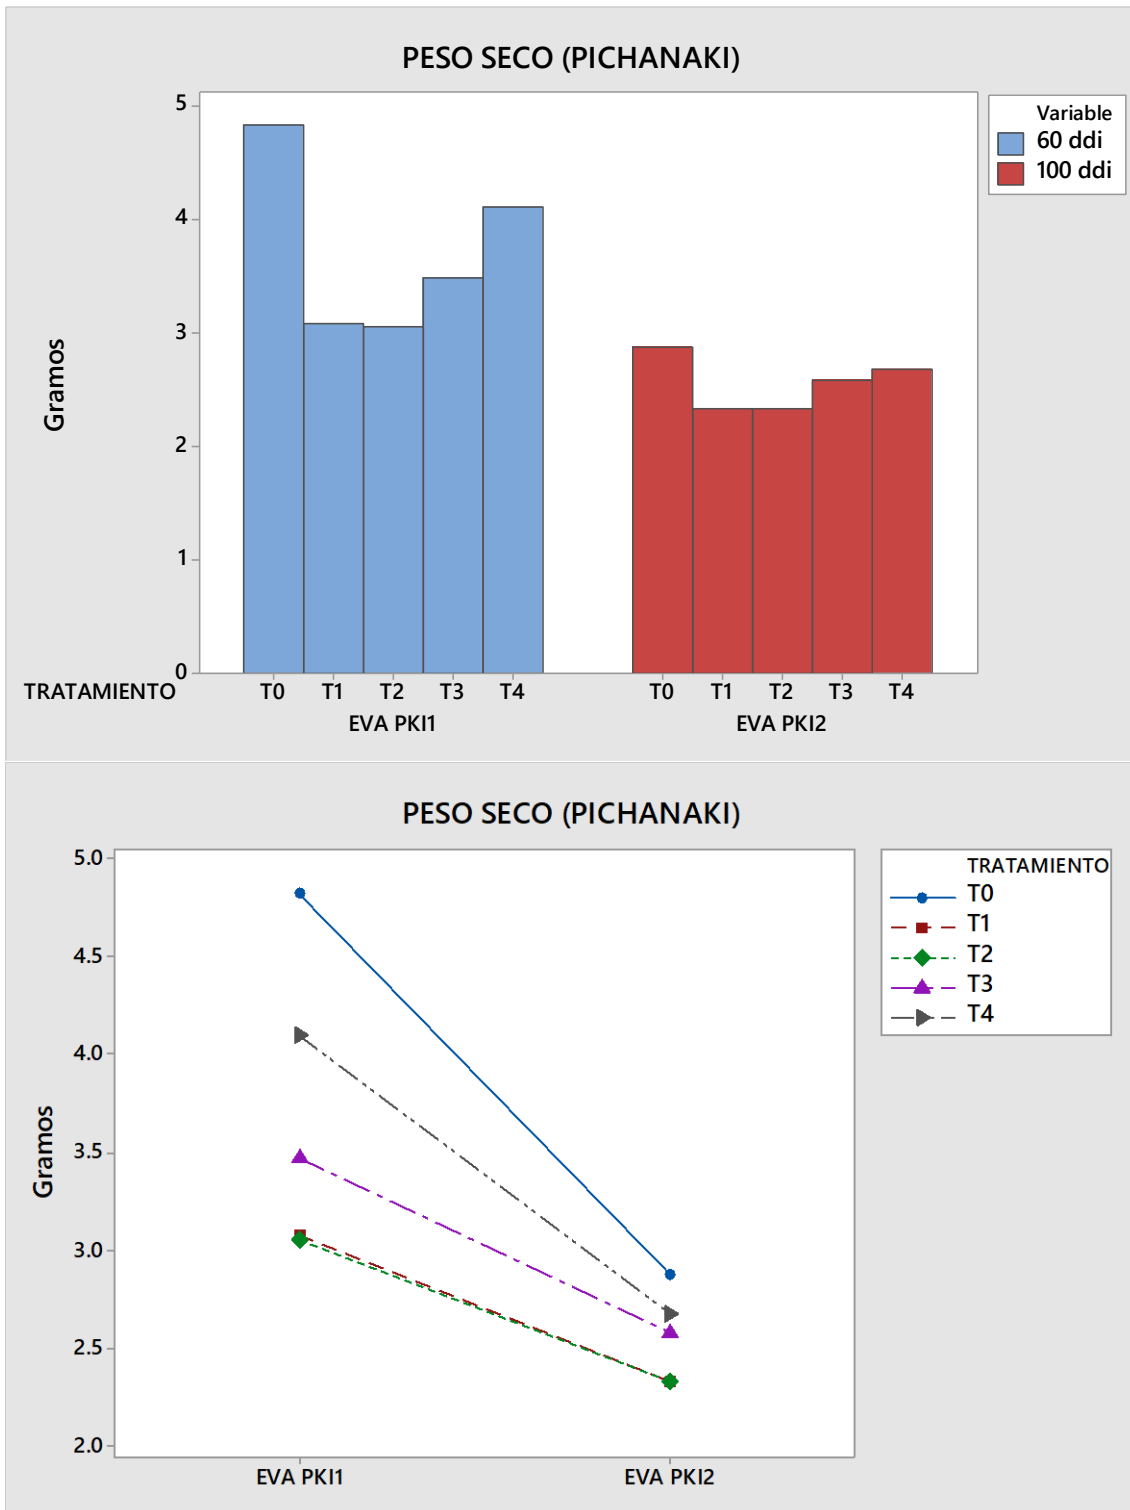 PESO SECO (PICHANAKI)
Variable
60 ddi
100 ddi
5
4
3
2
1
0
Gramos
TRATAMIENTO T0 T1 T2 T3 T4 T0 T1 T2 T3 T4
EVA PKI1 EVA PKI2
PESO SECO (PICHANAKI)
TRATAMIENTO
T0
T1
T2
T3
T4
5.0
4.5
4.0
3.5
3.0
2.5
2.0
Gramos
EVA PKI1 EVA PKI2